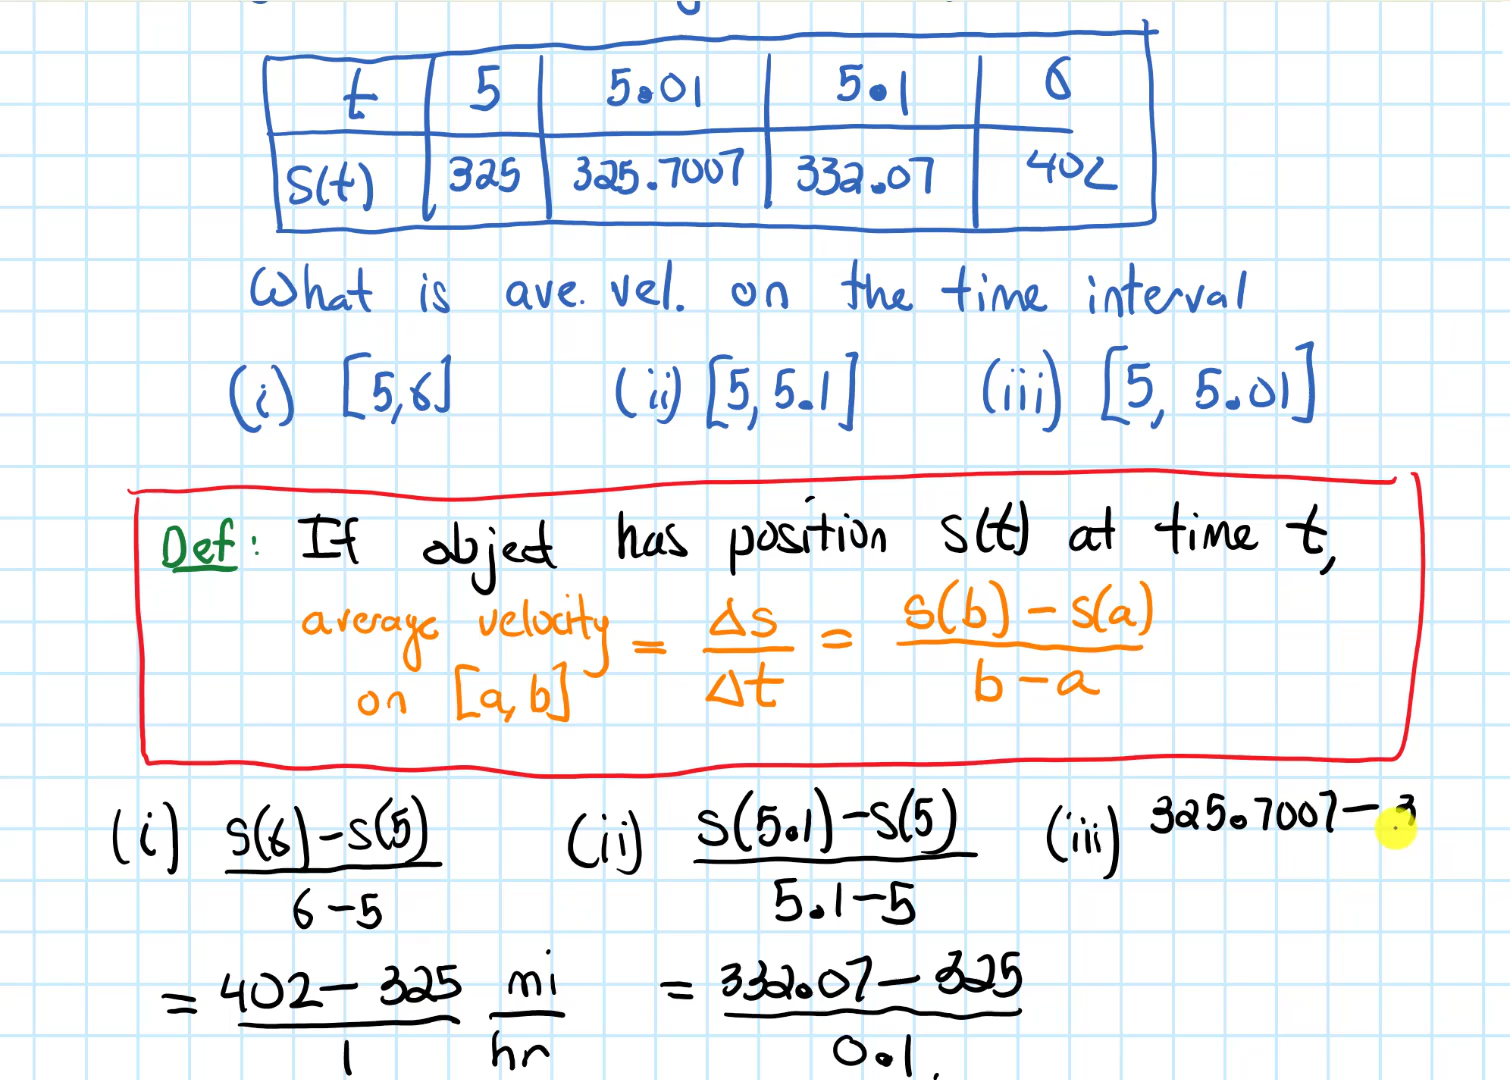 t 5 5.01 5.1 6
S(t) 325 325.7007 332.07 402
What is ave. vel. on the time interval
(i) [5,6] (ii) [5, 5.1] (iii) [5, 5.01]
Def: If object has position s(t) at time t,
average velocity on [a,b] = Δs/Δt = s(b) - s(a)/b - a
(i) s(6)-s(5)/6-5 (ii) s(5.1)-s(5)/5.1-5 (iii) 325.7007-3
= 402-325/1 mi/hr = 332.07-325/0.1